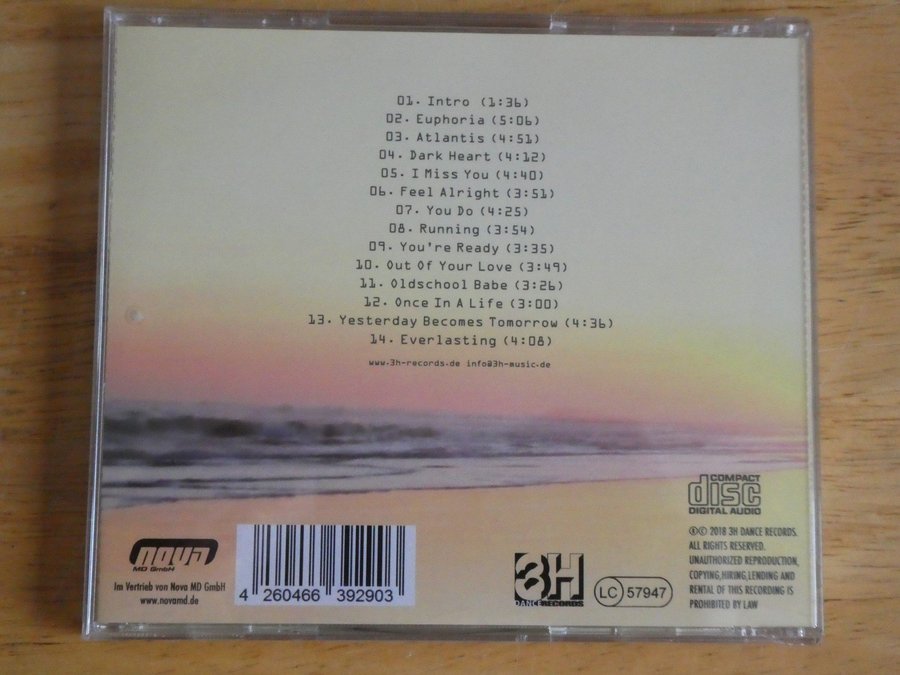 01. Intro (1:36)
02. Euphoria (5:06)
03. Atlantis (4:51)
04. Dark Heart (4:12)
05. I Miss You (4:40)
06. Feel Alright (3:51)
07. You Do (4:25)
08. Running (3:54)
09. You're Ready (3:35)
10. Out Of Your Love (3:49)
11. Oldschool Babe (3:26)
12. Once In A Life (3:00)
13. Yesterday Becomes Tomorrow (4:36)
14. Everlasting (4:08)
www.3h-records.de info@3h-music.de
COMPACT
disc
DIGITAL AUDIO
nova
MD GmbH
Im Vertrieb von Nova MD GmbH
www.novamd.de
4 260466 392903
3H
DANCE RECORDS
LC 57947
℗© 2018 3H DANCE RECORDS.
ALL RIGHTS RESERVED.
UNAUTHORIZED REPRODUCTION,
COPYING,HIRING,LENDING AND
RENTAL OF THIS RECORDING IS
PROHIBITED BY LAW